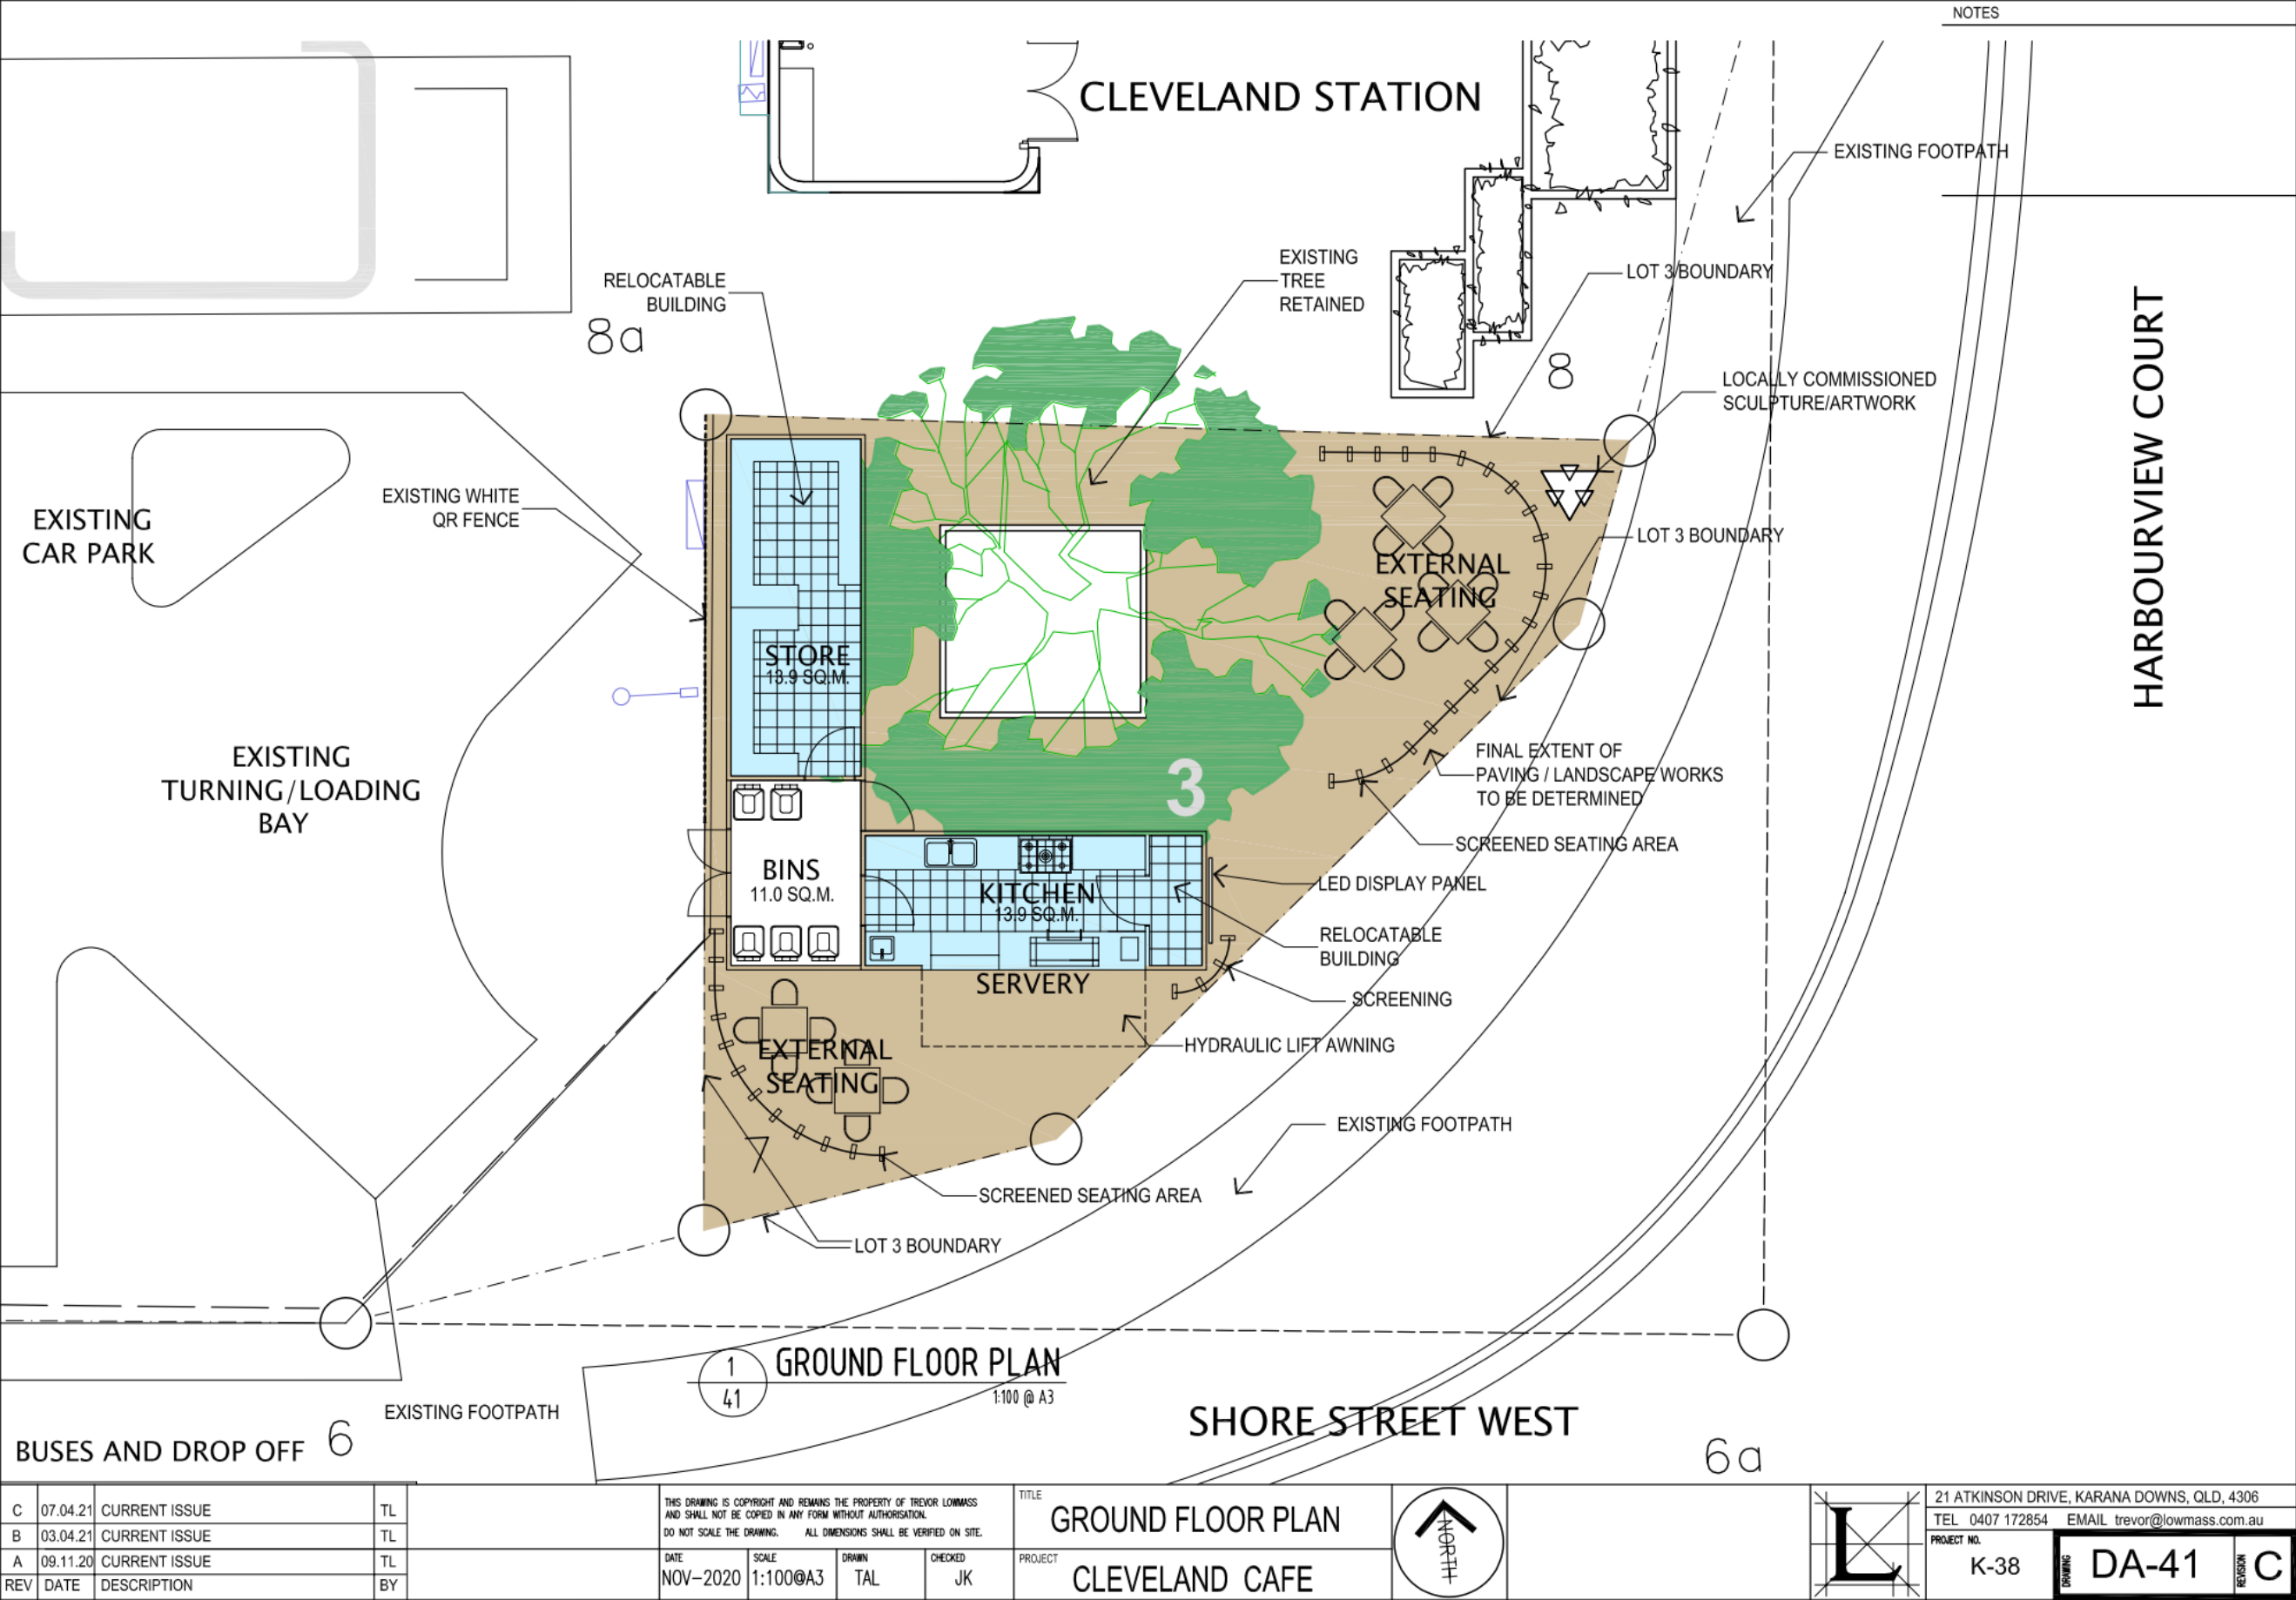 NOTES
CLEVELAND STATION
EXISTING FOOTPATH
EXISTING
TREE
RETAINED
LOT 3 BOUNDARY
RELOCATABLE
BUILDING
8a
8
LOCALLY COMMISSIONED
SCULPTURE/ARTWORK
HARBOURVIEW COURT
EXISTING WHITE
QR FENCE
EXISTING
CAR PARK
LOT 3 BOUNDARY
EXTERNAL
SEATING
STORE
13.9 SQ.M.
EXISTING
TURNING/LOADING
BAY
3
FINAL EXTENT OF
PAVING / LANDSCAPE WORKS
TO BE DETERMINED
SCREENED SEATING AREA
BINS
11.0 SQ.M.
KITCHEN
13.9 SQ.M.
LED DISPLAY PANEL
RELOCATABLE
BUILDING
SERVERY
SCREENING
HYDRAULIC LIFT AWNING
EXTERNAL
SEATING
EXISTING FOOTPATH
7
SCREENED SEATING AREA
LOT 3 BOUNDARY
1
41
GROUND FLOOR PLAN
1:100 @ A3
EXISTING FOOTPATH
SHORE STREET WEST
BUSES AND DROP OFF
6
6a
C 07.04.21 CURRENT ISSUE TL
B 03.04.21 CURRENT ISSUE TL
A 09.11.20 CURRENT ISSUE TL
REV DATE DESCRIPTION BY
THIS DRAWING IS COPYRIGHT AND REMAINS THE PROPERTY OF TREVOR LOWMASS
AND SHALL NOT BE COPIED IN ANY FORM WITHOUT AUTHORISATION.
DO NOT SCALE THE DRAWING. ALL DIMENSIONS SHALL BE VERIFIED ON SITE.
DATE SCALE DRAWN CHECKED
NOV-2020 1:100@A3 TAL JK
TITLE
GROUND FLOOR PLAN
PROJECT
CLEVELAND CAFE
NORTH
L
21 ATKINSON DRIVE, KARANA DOWNS, QLD, 4306
TEL 0407 172854 EMAIL trevor@lowmass.com.au
PROJECT NO.
K-38
DRAWING
DA-41
REVISION
C